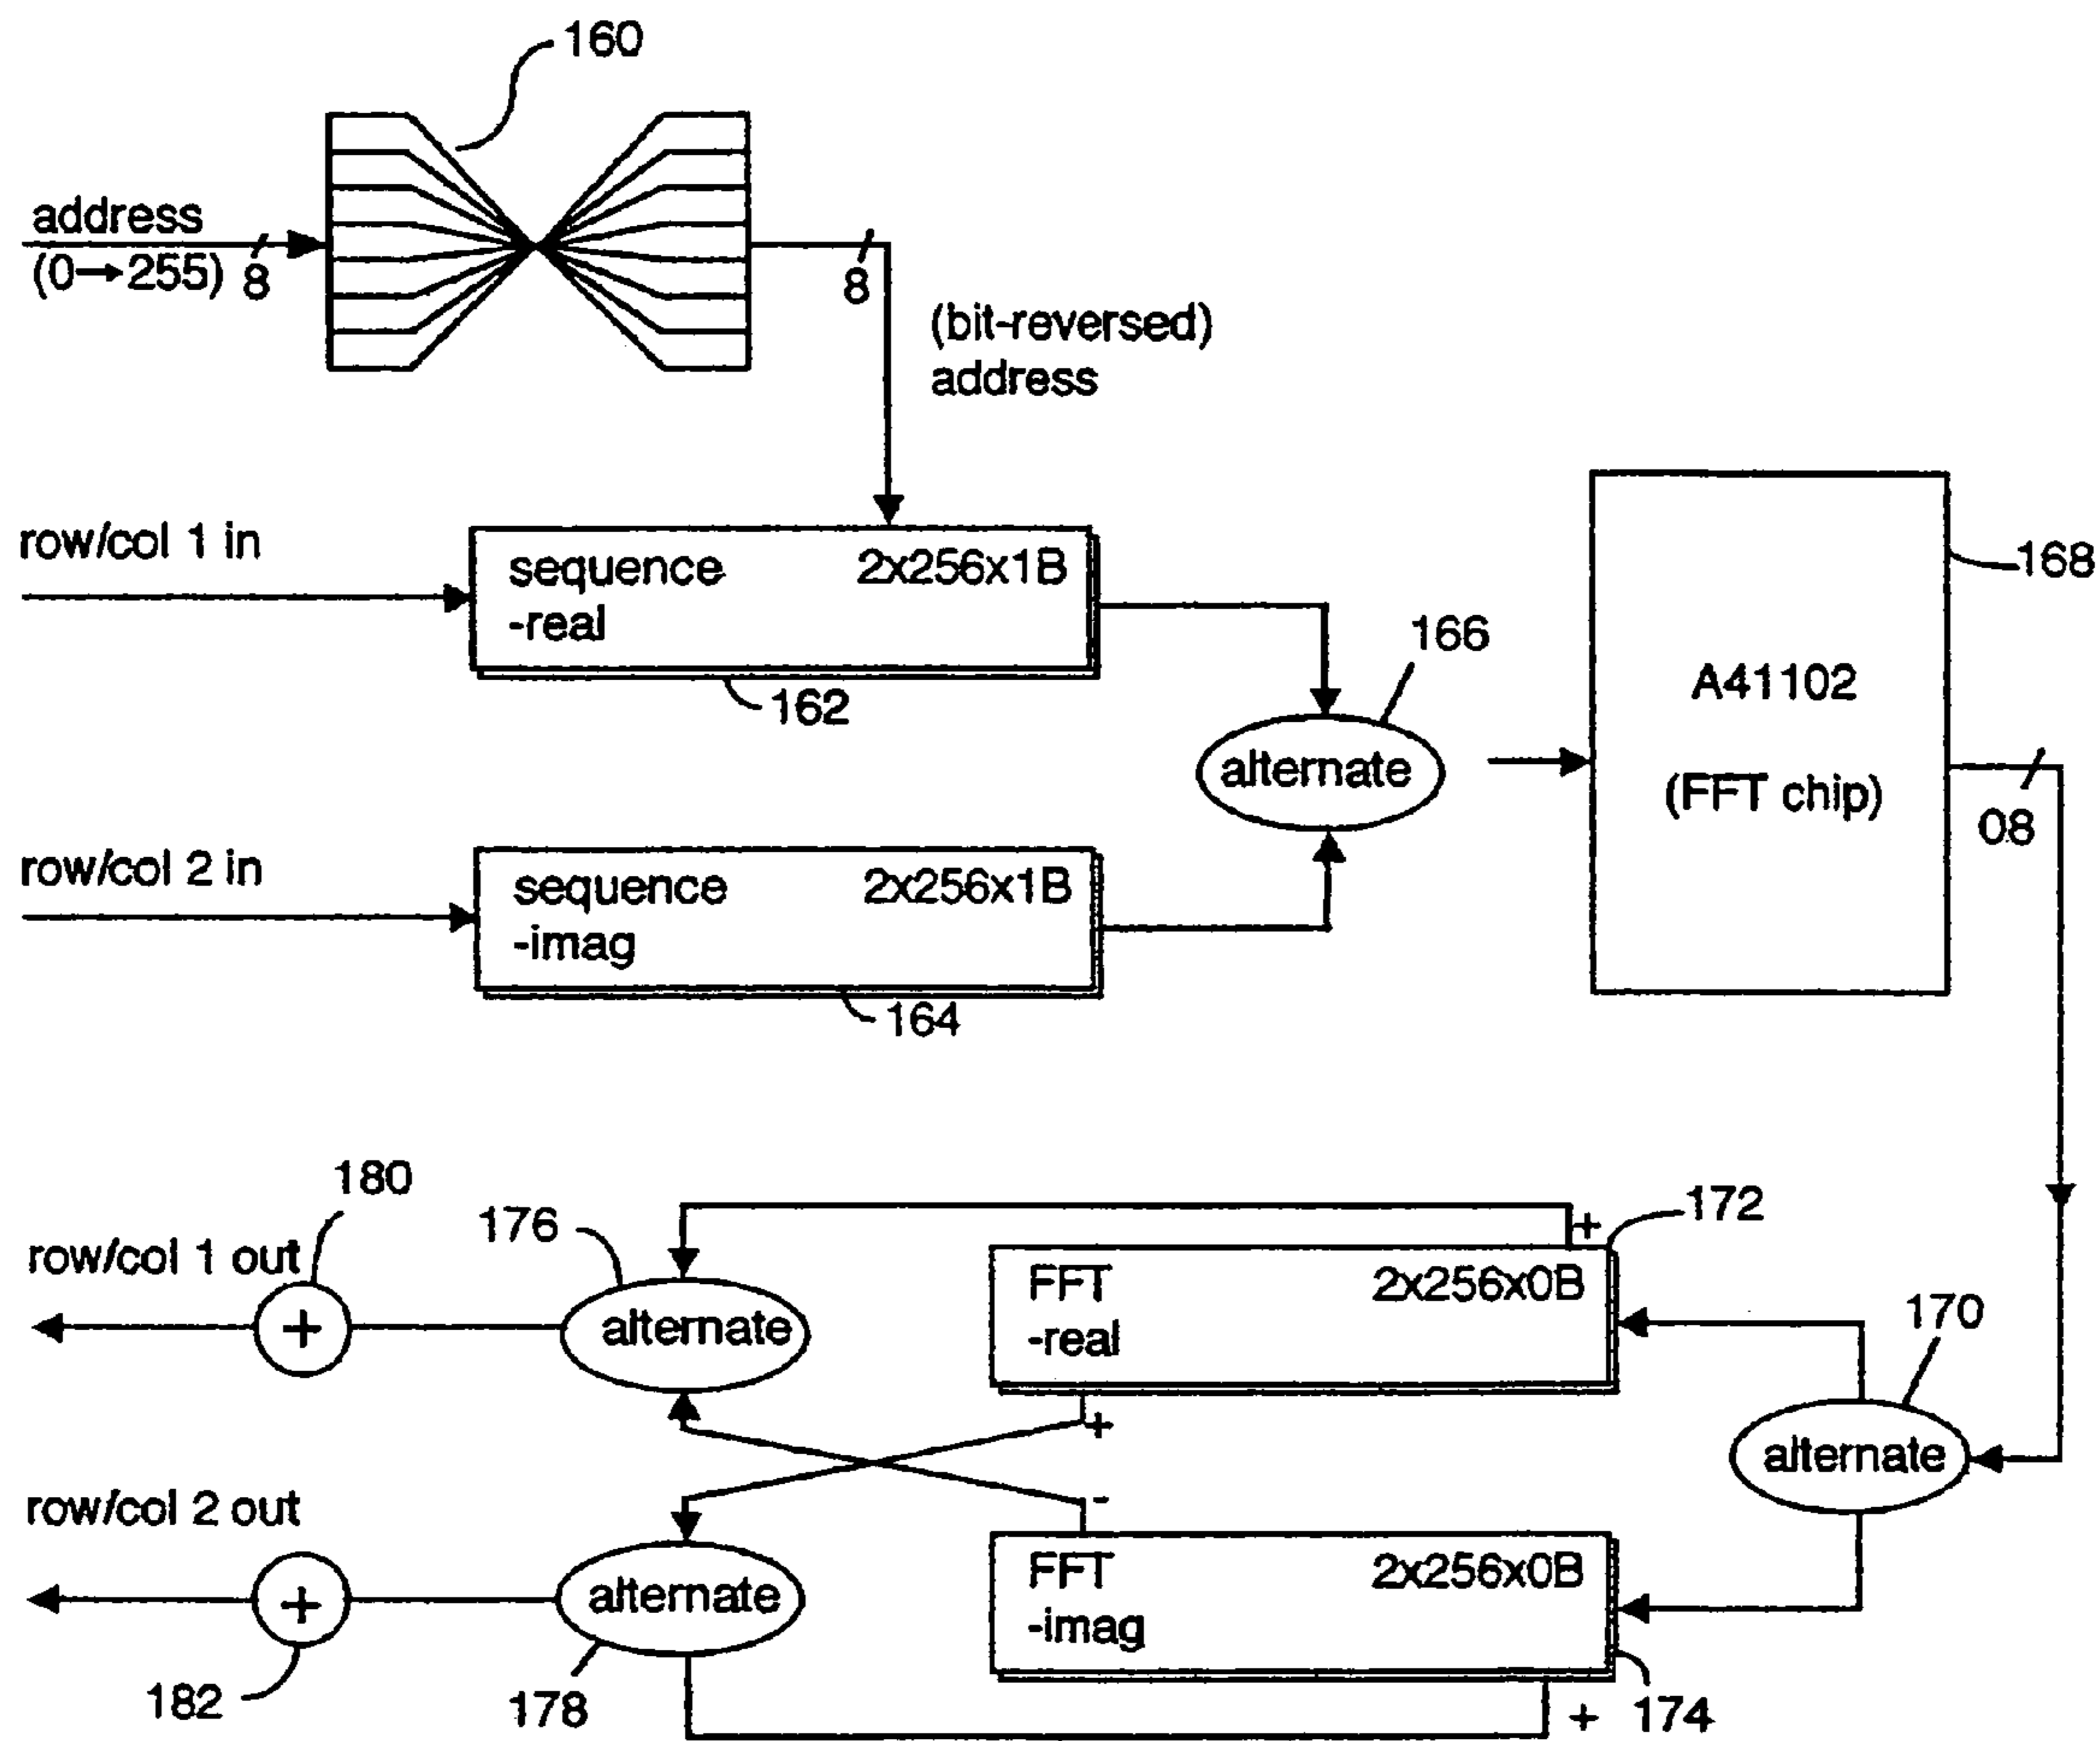 160
address
(0→255) 8
8
(bit-reversed)
address
row/col 1 in
sequence 2x256x1B
-real
162
166
alternate
168
A41102
(FFT chip)
08
row/col 2 in
sequence 2x256x1B
-imag
164
180
176
172
+
row/col 1 out
+
alternate
FFT 2x256x0B
-real
170
+
alternate
-
row/col 2 out
+
alternate
FFT 2x256x0B
-imag
182
178
+
174